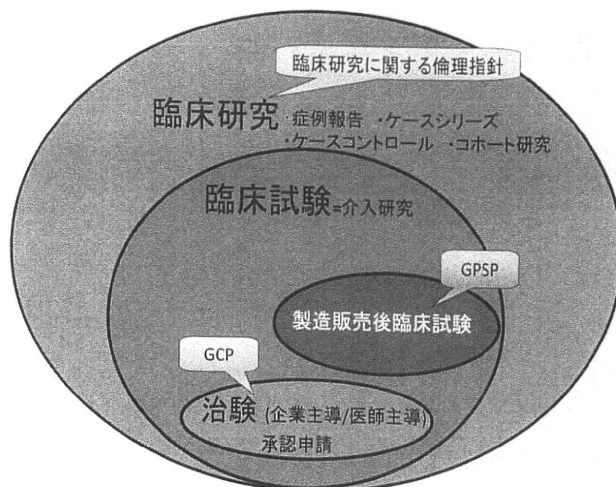 臨床研究に関する倫理指針
臨床研究 ・症例報告 ・ケースシリーズ
・ケースコントロール ・コホート研究
臨床試験=介入研究
GPSP
製造販売後臨床試験
GCP
治験 (企業主導/医師主導)
承認申請